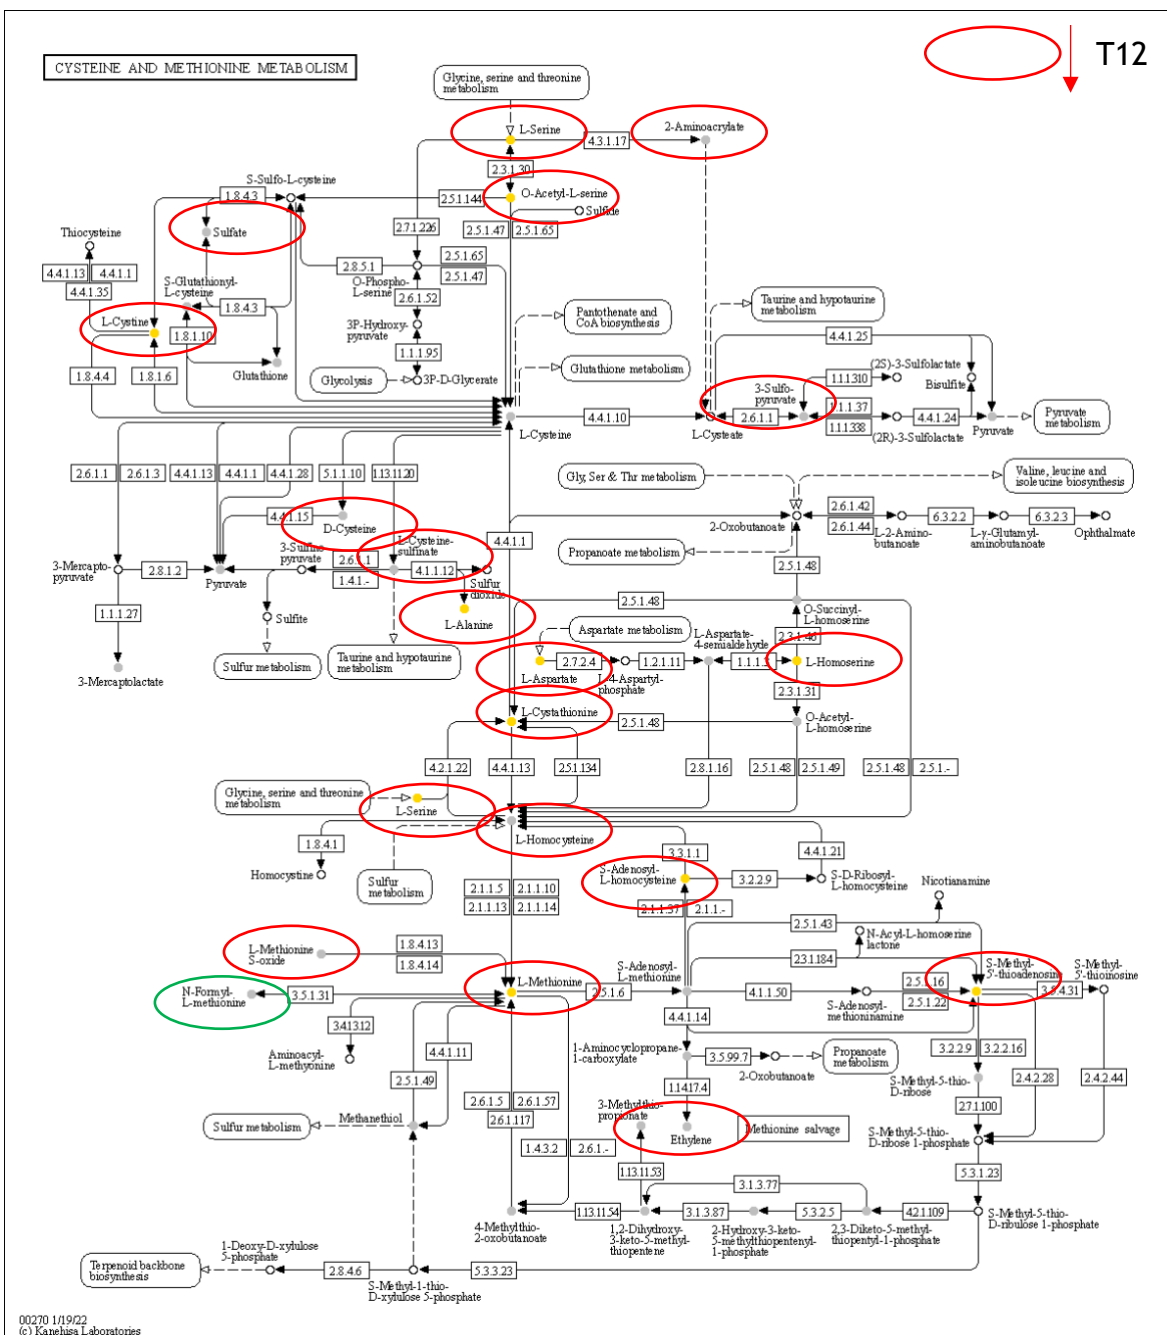 T12
CYSTEINE AND METHIONINE METABOLISM
Glycine, serine and threonine
metabolism
L-Serine
4.3.1.17
2-Aminoacrylate
2.3.1.30
S-Sulfo-L-cysteine
1.8.4.3
2.5.1.144
O-Acetyl-L-serine
Sulfide
Sulfate
2.7.1.226
2.5.1.47
2.5.1.65
Thiocysteine
4.4.1.13
4.4.1.1
4.4.1.35
S-Glutathionyl-
L-cysteine
1.8.4.3
2.8.5.1
2.5.1.65
2.5.1.47
O-Phospho-
L-serine
2.6.1.52
L-Cystine
1.8.1.10
3P-Hydroxy-
pyruvate
1.1.1.95
Glutathione
1.8.4.4
1.8.1.6
Glycolysis
3P-D-Glycerate
Pantothenate and
CoA biosynthesis
Glutathione metabolism
Taurine and hypotaurine
metabolism
4.4.1.25
(2S)-3-Sulfolactate
1.1.1.310
Bisulfite
3-Sulfo-
pyruvate
L-Cysteine
4.4.1.10
L-Cysteate
2.6.1.1
1.1.1.37
1.1.1.338
(2R)-3-Sulfolactate
4.4.1.24
Pyruvate
Pyruvate
metabolism
2.6.1.1
2.6.1.3
4.4.1.13
4.4.1.1
4.4.1.28
5.1.1.10
1.13.11.20
Gly, Ser & Thr metabolism
Valine, leucine and
isoleucine biosynthesis
4.4.1.15
D-Cysteine
4.4.1.1
2-Oxobutanoate
2.6.1.42
2.6.1.44
L-2-Amino-
butanoate
6.3.2.2
L-γ-Glutamyl-
aminobutanoate
6.3.2.3
Ophthalmate
Propanoate metabolism
2.5.1.48
3-Mercapto-
pyruvate
2.8.1.2
Pyruvate
3-Sulfino
pyruvate
2.6.1.1
1.4.1.-
L-Cysteine-
sulfinate
4.1.1.12
Sulfur
dioxide
L-Alanine
1.1.1.27
3-Mercaptolactate
Sulfite
Sulfur metabolism
Taurine and hypotaurine
metabolism
2.5.1.48
O-Succinyl-
L-homoserine
2.3.1.46
Aspartate metabolism
L-Aspartate-
4-semialdehyde
L-Aspartate
2.7.2.4
L-4-Aspartyl-
phosphate
1.2.1.11
1.1.1.3
L-Homoserine
2.3.1.31
L-Cystathionine
2.5.1.48
O-Acetyl-
L-homoserine
4.2.1.22
4.4.1.13
2.5.1.134
2.8.1.16
2.5.1.48
2.5.1.49
2.5.1.48
2.5.1.-
Glycine, serine and threonine
metabolism
L-Serine
L-Homocysteine
1.8.4.1
Homocystine
Sulfur
metabolism
3.3.1.1
4.4.1.21
S-Adenosyl-
L-homocysteine
3.2.2.9
S-D-Ribosyl-
L-homocysteine
2.1.1.5
2.1.1.10
2.1.1.13
2.1.1.14
2.1.1.37
2.1.1.-
Nicotianamine
2.5.1.43
N-Acyl-L-homoserine
lactone
2.3.1.184
L-Methionine
S-oxide
1.8.4.13
1.8.4.14
N-Formyl-
L-methionine
3.5.1.31
L-Methionine
2.5.1.6
S-Adenosyl-
L-methionine
4.1.1.50
S-Adenosyl-
methioninamine
2.5.1.16
2.5.1.22
S-Methyl-
5'-thioadenosine
3.5.4.31
S-Methyl-
5'-thioinosine
3.4.13.12
Aminoacyl-
L-methyonine
4.4.1.11
2.5.1.49
4.4.1.14
1-Aminocyclopropane-
1-carboxylate
3.5.99.7
2-Oxobutanoate
Propanoate
metabolism
3.2.2.9
3.2.2.16
S-Methyl-5-thio-
D-ribose
2.4.2.28
2.4.2.44
2.7.1.100
1.14.17.4
Sulfur metabolism
Methanethiol
2.6.1.5
2.6.1.57
2.6.1.117
3-Methylthio-
propionate
Ethylene
Methionine salvage
S-Methyl-5-thio-
D-ribose 1-phosphate
1.4.3.2
2.6.1.-
1.13.11.53
5.3.1.23
3.1.3.77
1.13.11.54
3.1.3.87
5.3.2.5
4.2.1.109
4-Methylthio-
2-oxobutanoate
1,2-Dihydroxy-
3-keto-5-methyl-
thiopentene
2-Hydroxy-3-keto-
5-methylthiopentenyl-
1-phosphate
2,3-Diketo-5-methyl-
thiopentyl-1-phosphate
S-Methyl-5-thio-
D-ribulose 1-phosphate
Terpenoid backbone
biosynthesis
1-Deoxy-D-xylulose
5-phosphate
2.8.4.6
S-Methyl-1-thio-
D-xylulose 5-phosphate
5.3.3.23
00270 1/19/22
(c) Kanehisa Laboratories